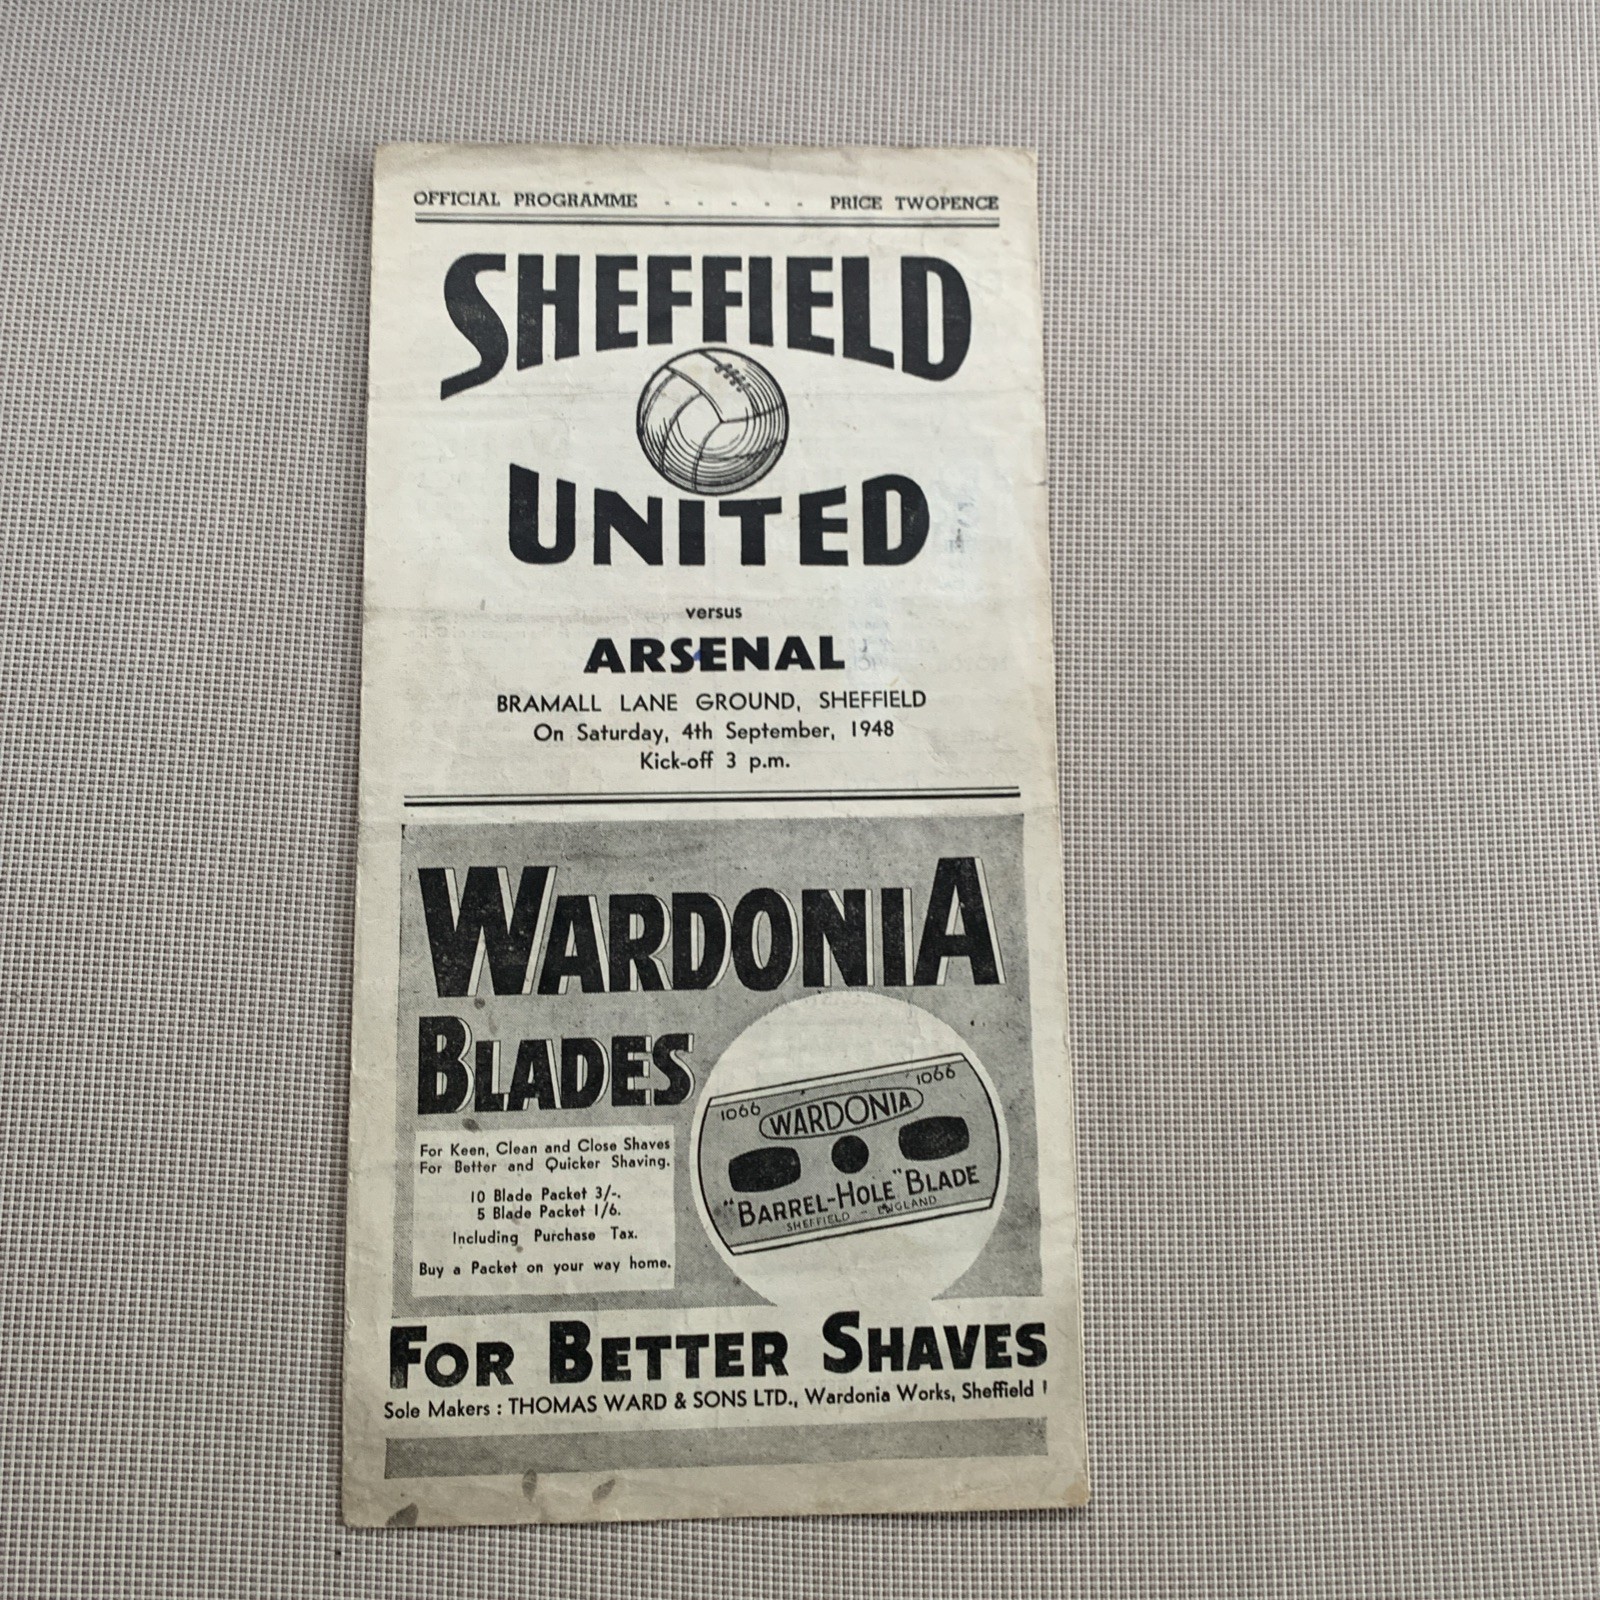 OFFICIAL PROGRAMME - - - - - PRICE TWOPENCE
SHEFFIELD
UNITED
versus
ARSENAL
BRAMALL LANE GROUND, SHEFFIELD
On Saturday, 4th September, 1948
Kick-off 3 p.m.
WARDONIA
BLADES
For Keen, Clean and Close Shaves
For Better and Quicker Shaving.
10 Blade Packet 3/-.
5 Blade Packet 1/6.
Including Purchase Tax.
Buy a Packet on your way home.
1066 1066
WARDONIA
"BARREL-HOLE" BLADE
SHEFFIELD - ENGLAND
FOR BETTER SHAVES
Sole Makers : THOMAS WARD & SONS LTD., Wardonia Works, Sheffield 1